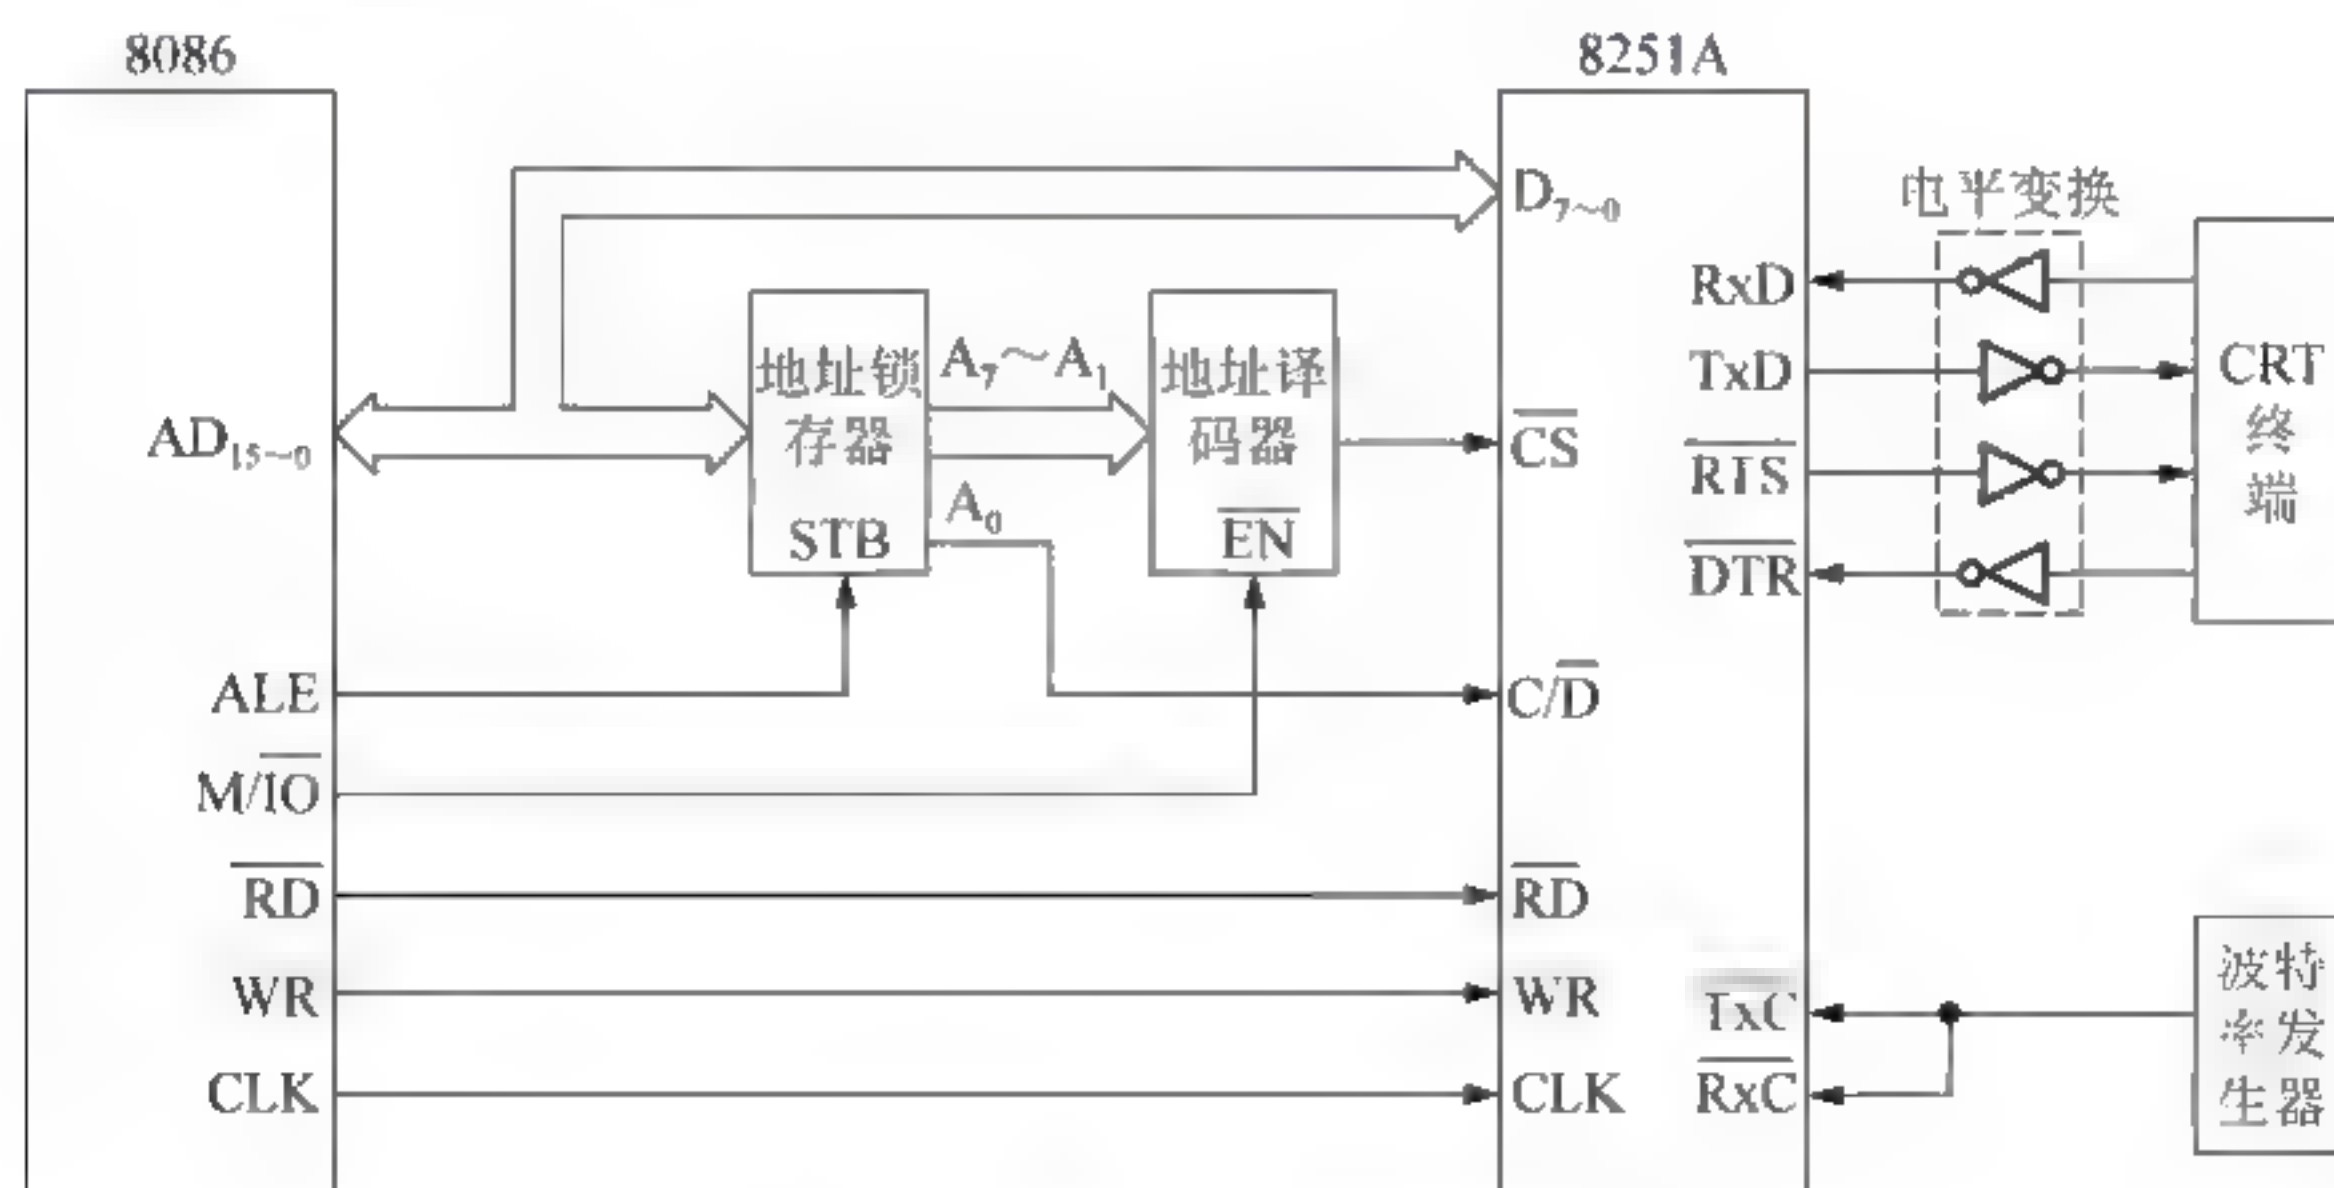 8086
8251A
D7～0
电平变换
RxD
TxD
CRT
终
端
RTS
DTR
地址锁
存器
STB
A7～A1
A0
地址译
码器
EN
CS
AD15～0
ALE
C/D
M/IO
RD
RD
WR
WR
TxC
CLK
CLK
RxC
波特
率发
生器